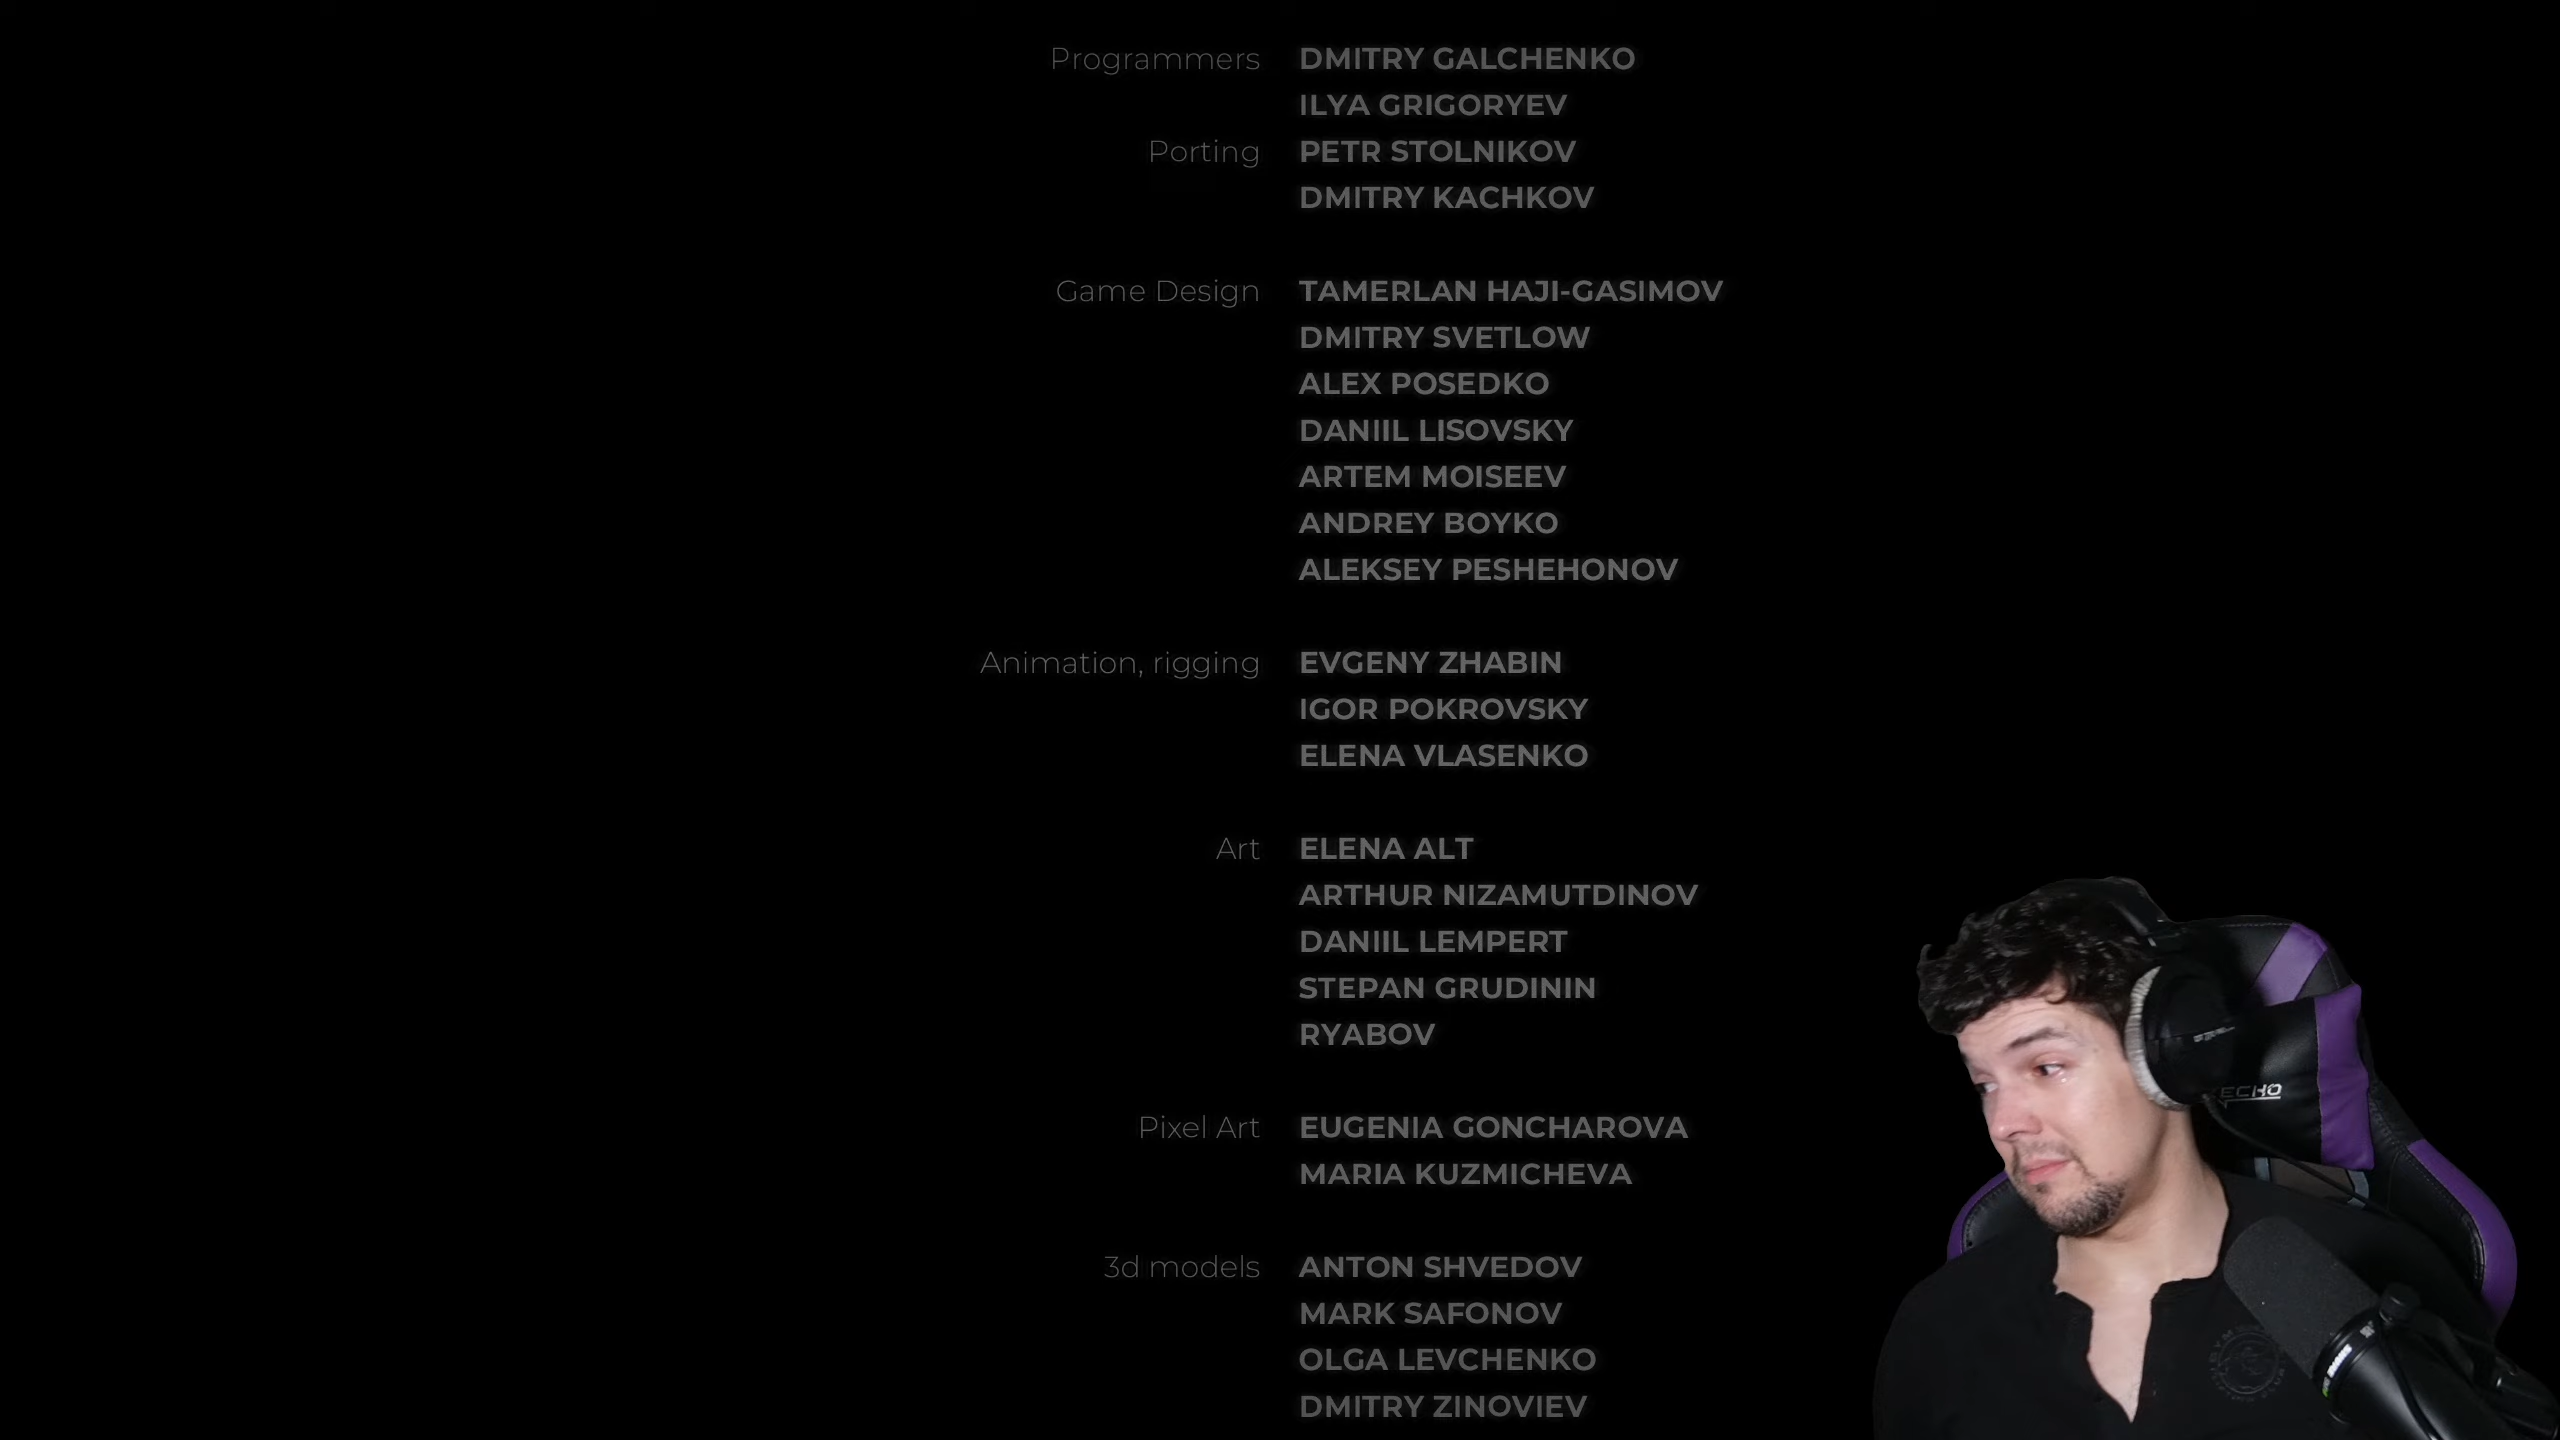 Programmers DMITRY GALCHENKO
ILYA GRIGORYEV
Porting PETR STOLNIKOV
DMITRY KACHKOV
Game Design TAMERLAN HAJI-GASIMOV
DMITRY SVETLOW
ALEX POSEDKO
DANIIL LISOVSKY
ARTEM MOISEEV
ANDREY BOYKO
ALEKSEY PESHEHONOV
Animation, rigging EVGENY ZHABIN
IGOR POKROVSKY
ELENA VLASENKO
Art ELENA ALT
ARTHUR NIZAMUTDINOV
DANIIL LEMPERT
STEPAN GRUDININ
RYABOV
Pixel Art EUGENIA GONCHAROVA
MARIA KUZMICHEVA
3d models ANTON SHVEDOV
MARK SAFONOV
OLGA LEVCHENKO
DMITRY ZINOVIEV